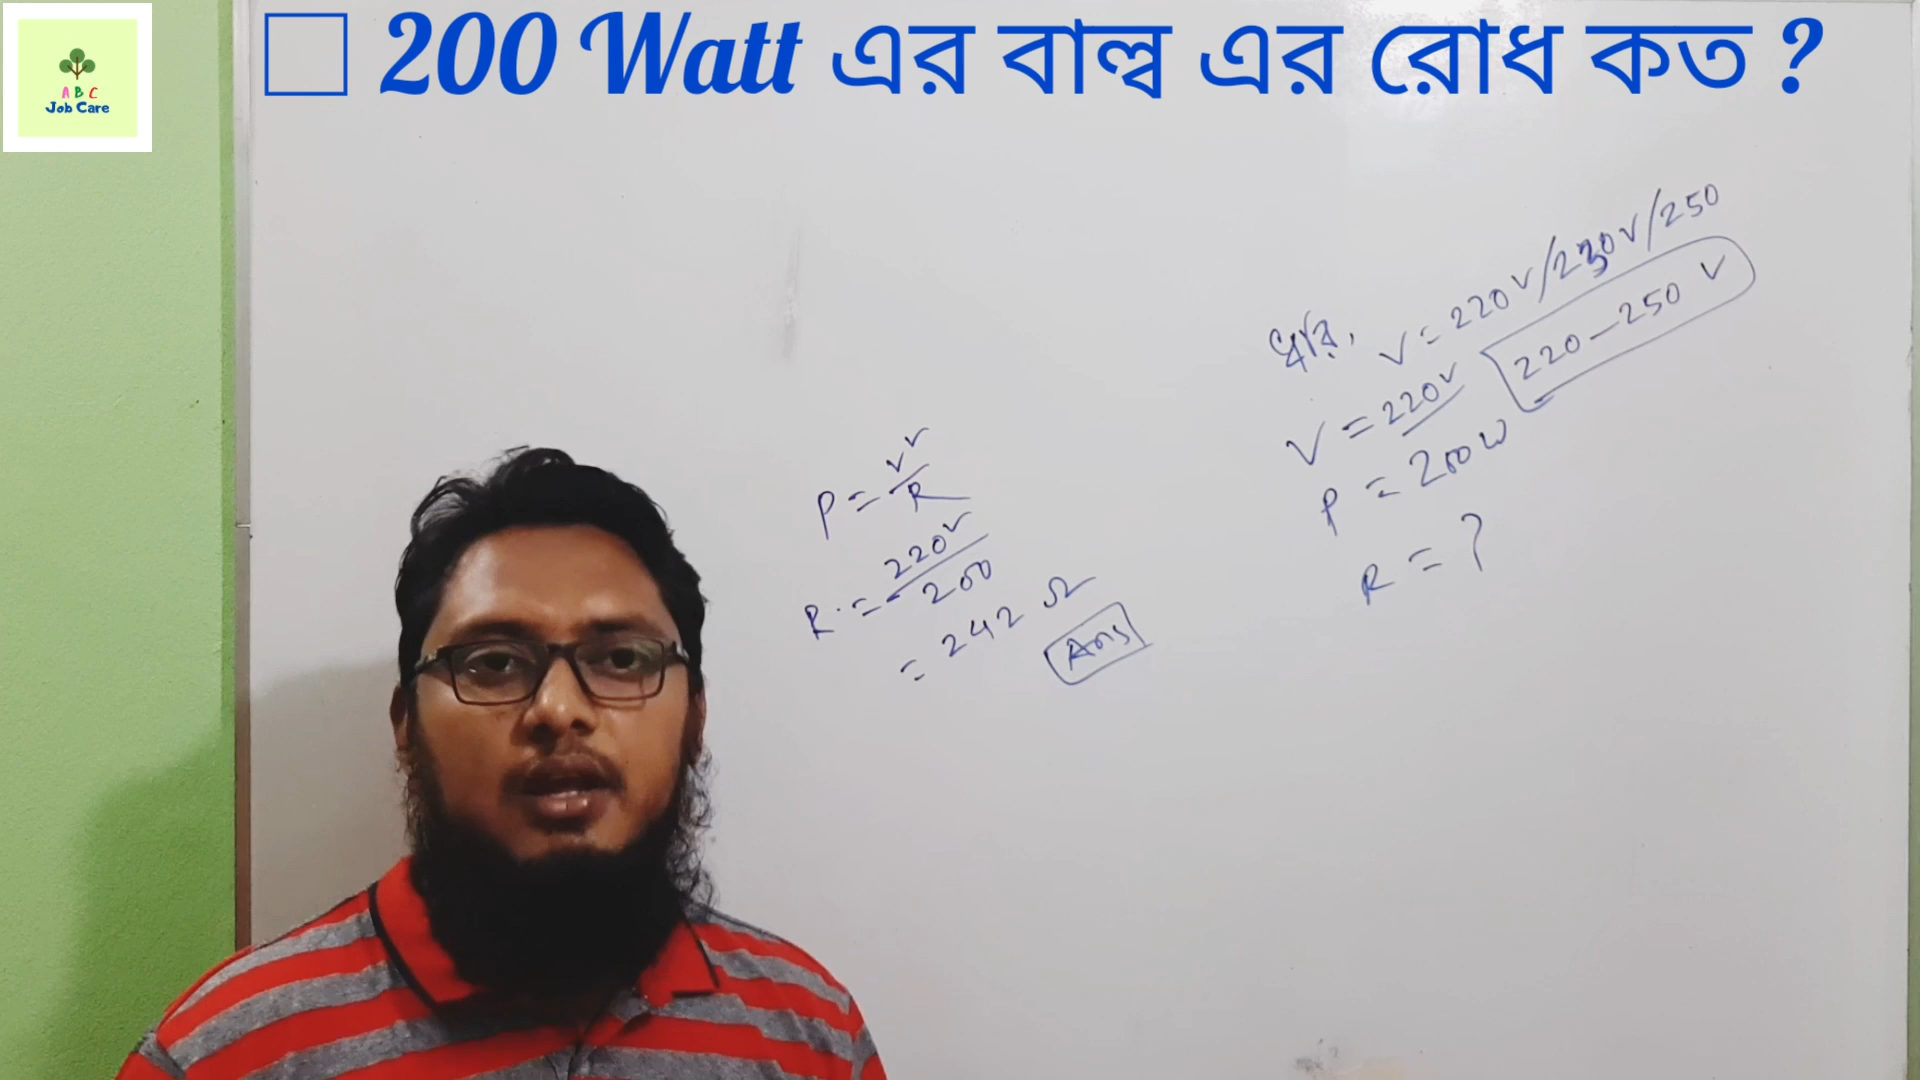 A B C
Job Care
200 Watt এর বাল্ব এর রোধ কত ?
P = V²/R
R = 220²/200
= 242 Ω
Ans
ধরি, V = 220V/230V/250
V = 220V 220-250 V
P = 200W
R = ?